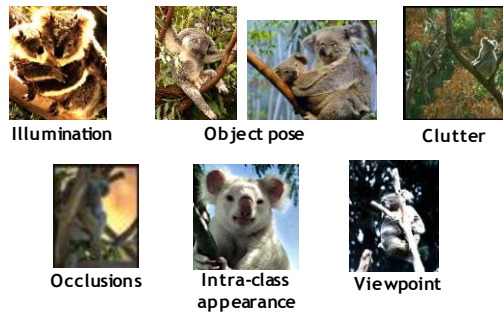 Illumination
Object pose
Clutter
Occlusions
Intra-class
appearance
Viewpoint